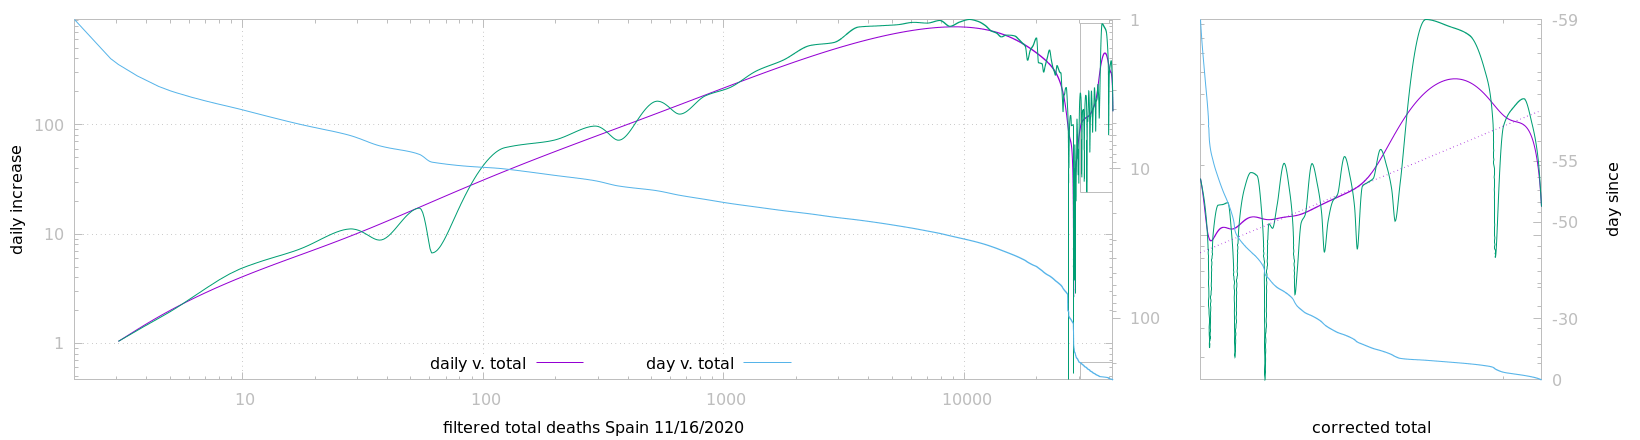 daily increase
100
10
1
10
100
1000
10000
filtered total deaths Spain 11/16/2020
daily v. total
day v. total
1
10
100
-59
-55
-50
-30
0
day since
corrected total